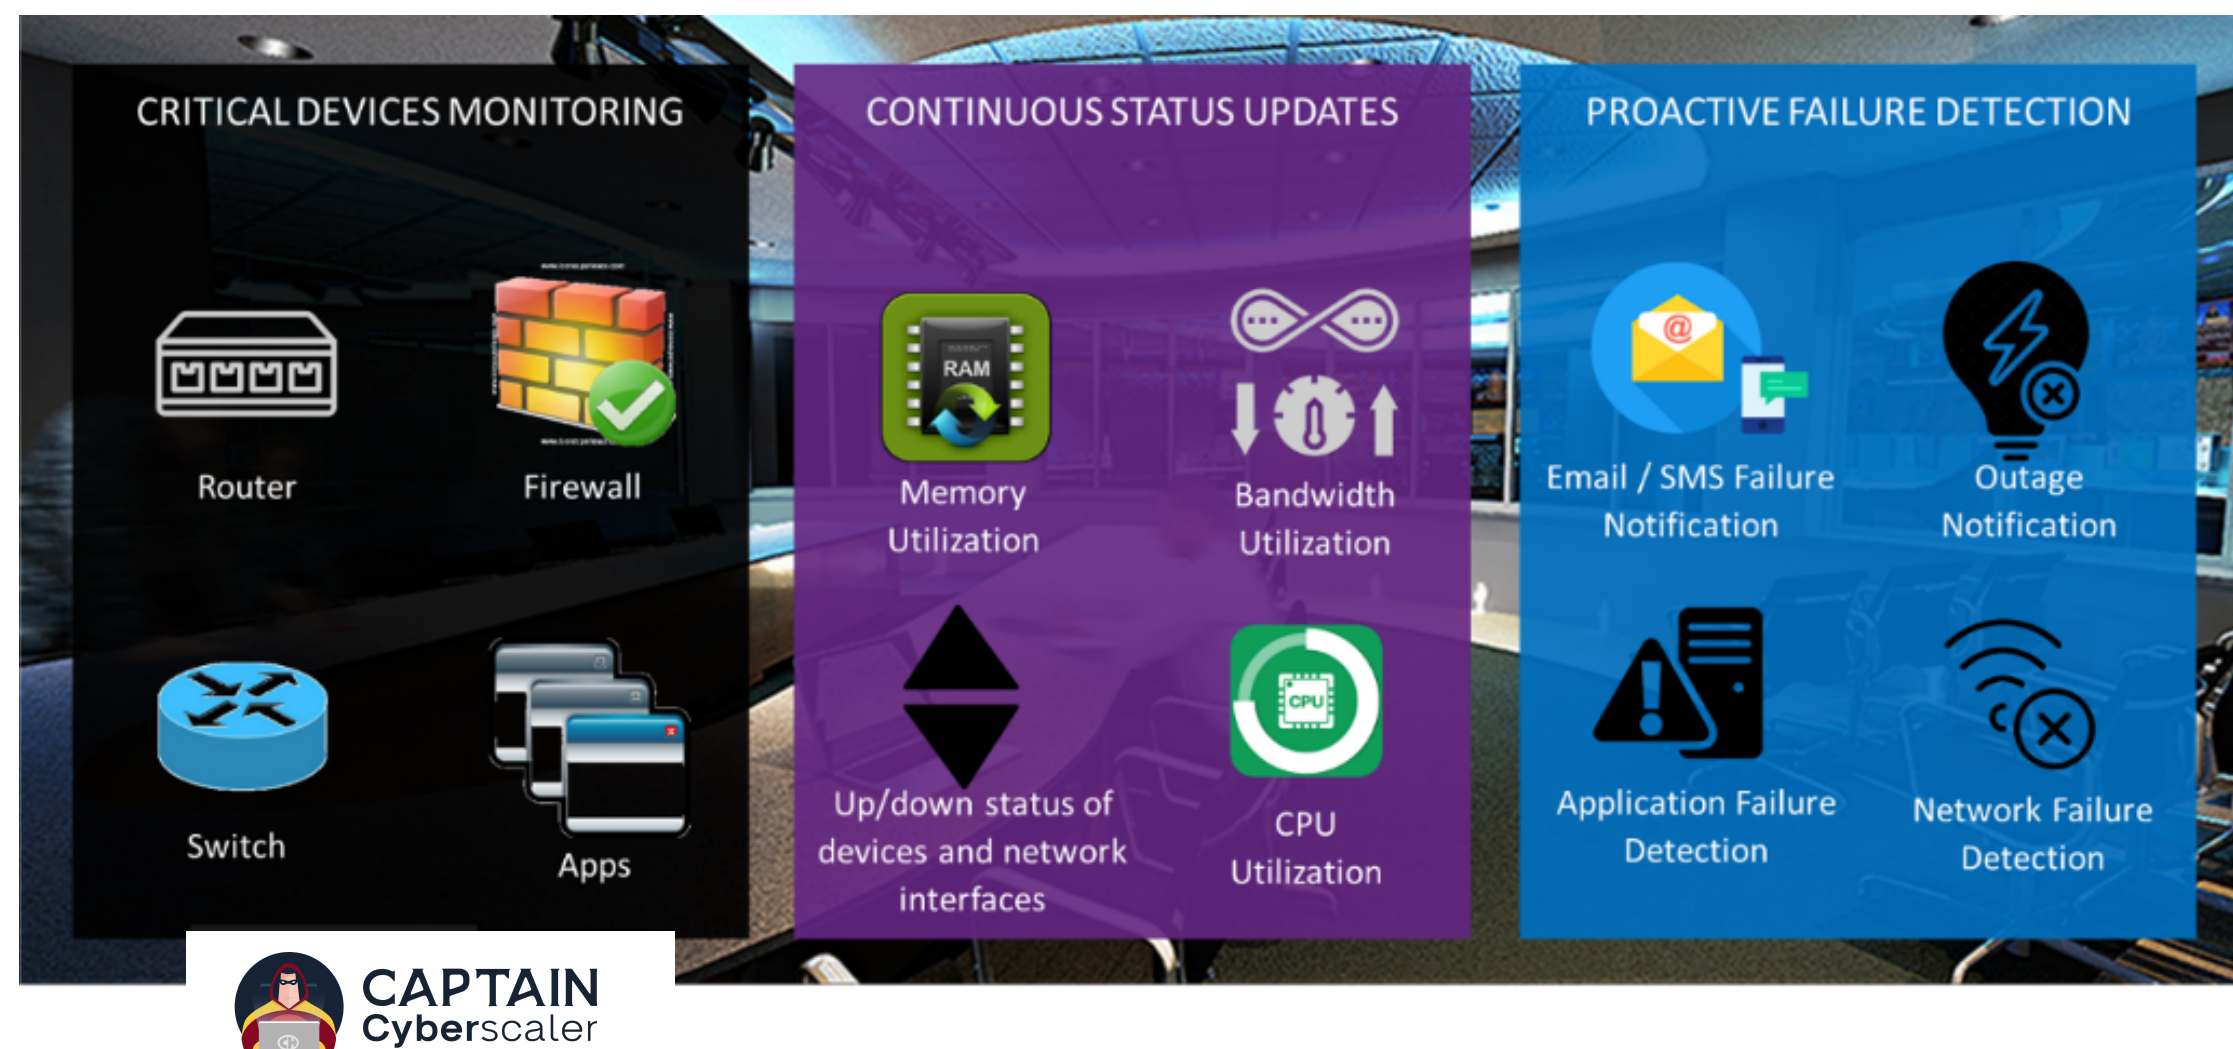 CRITICAL DEVICES MONITORING
Router
Firewall
Switch
Apps
CONTINUOUS STATUS UPDATES
RAM
Memory
Utilization
Bandwidth
Utilization
Up/down status of
devices and network
interfaces
CPU
CPU
Utilization
PROACTIVE FAILURE DETECTION
@
Email / SMS Failure
Notification
Outage
Notification
Application Failure
Detection
Network Failure
Detection
CAPTAIN
Cyberscaler